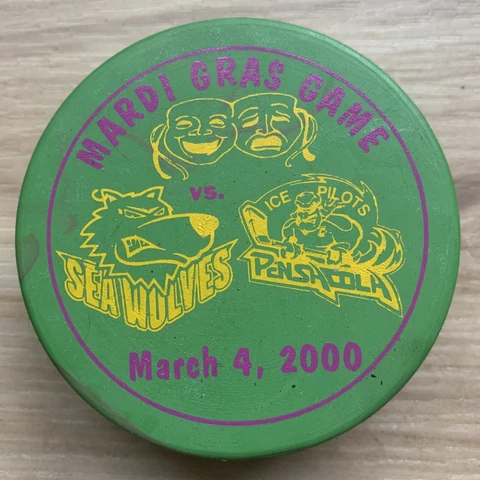 MARDI GRAS GAME
vs.
SEA WOLVES
ICE PILOTS
PENSACOLA
March 4, 2000